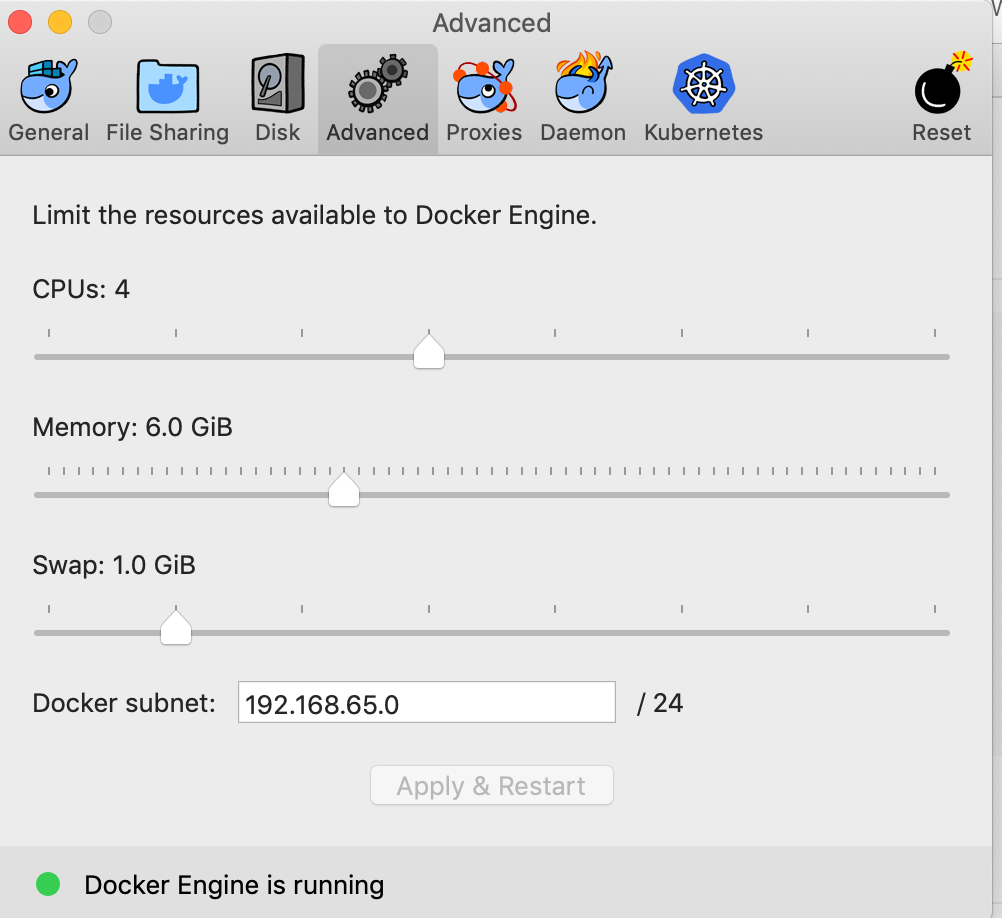 Advanced
General File Sharing Disk Advanced Proxies Daemon Kubernetes Reset
Limit the resources available to Docker Engine.
CPUs: 4
Memory: 6.0 GiB
Swap: 1.0 GiB
Docker subnet: 192.168.65.0 / 24
Apply & Restart
Docker Engine is running